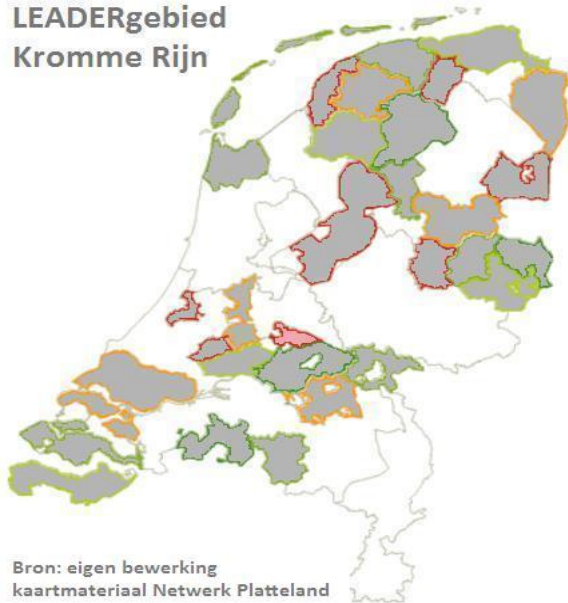 LEADERgebied
Kromme Rijn
Bron: eigen bewerking
kaartmateriaal Netwerk Platteland